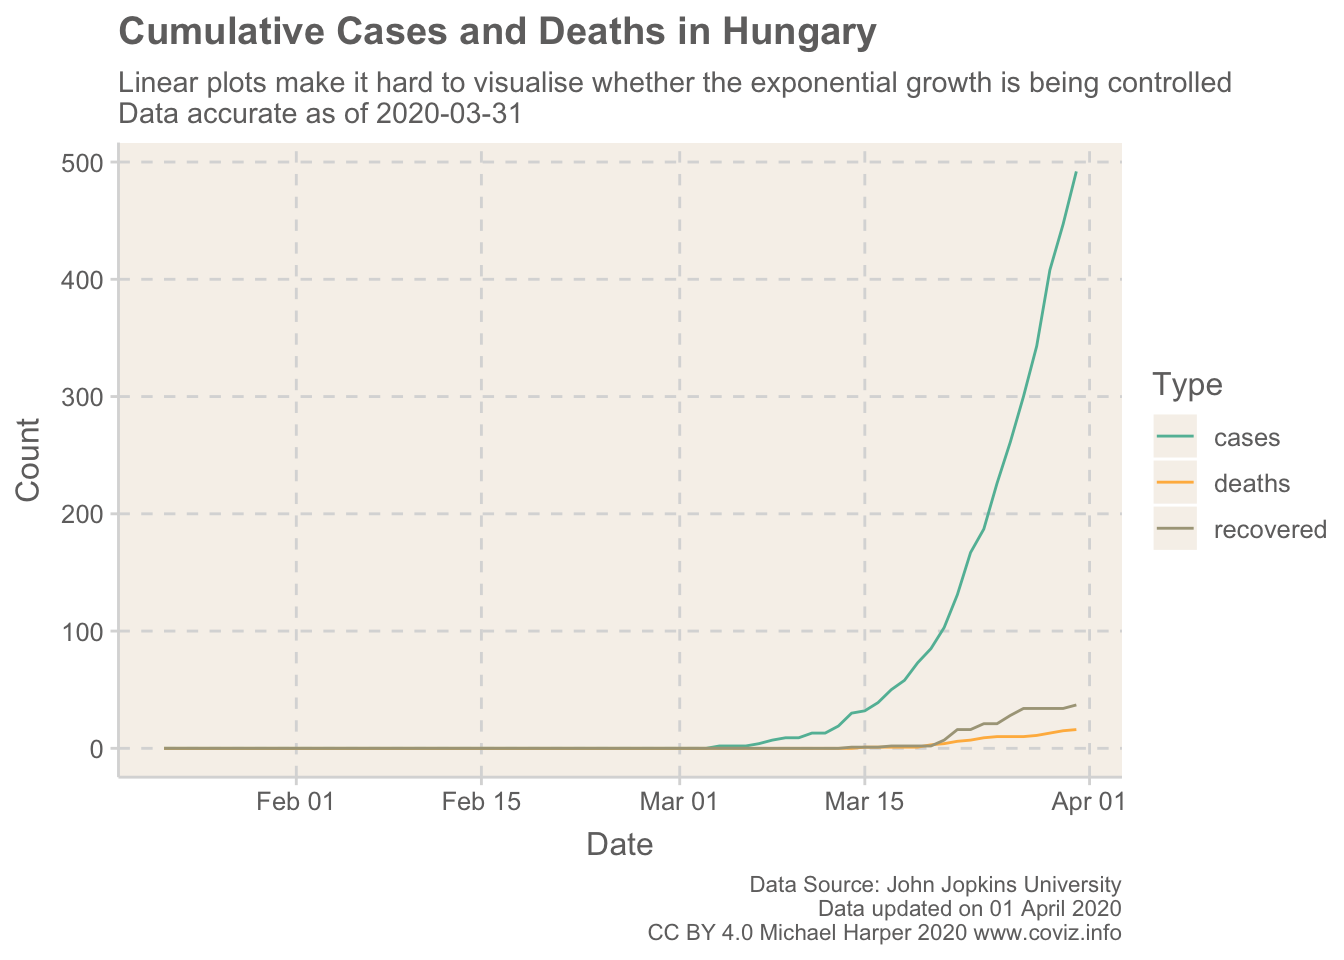 Cumulative Cases and Deaths in Hungary
Linear plots make it hard to visualise whether the exponential growth is being controlled
Data accurate as of 2020-03-31
500
400
300
200
100
0
Count
Feb 01
Feb 15
Mar 01
Mar 15
Apr 01
Date
Type
cases
deaths
recovered
Data Source: John Jopkins University
Data updated on 01 April 2020
CC BY 4.0 Michael Harper 2020 www.coviz.info